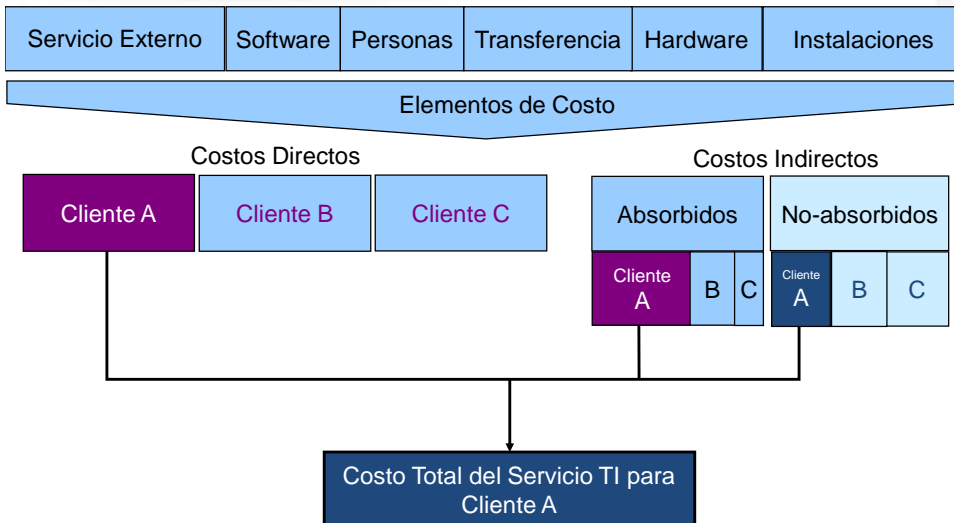 Servicio Externo
Software
Personas
Transferencia
Hardware
Instalaciones
Elementos de Costo
Costos Directos
Costos Indirectos
Cliente A
Cliente B
Cliente C
Absorbidos
No-absorbidos
Cliente
A
B
C
Cliente
A
B
C
Costo Total del Servicio TI para
Cliente A